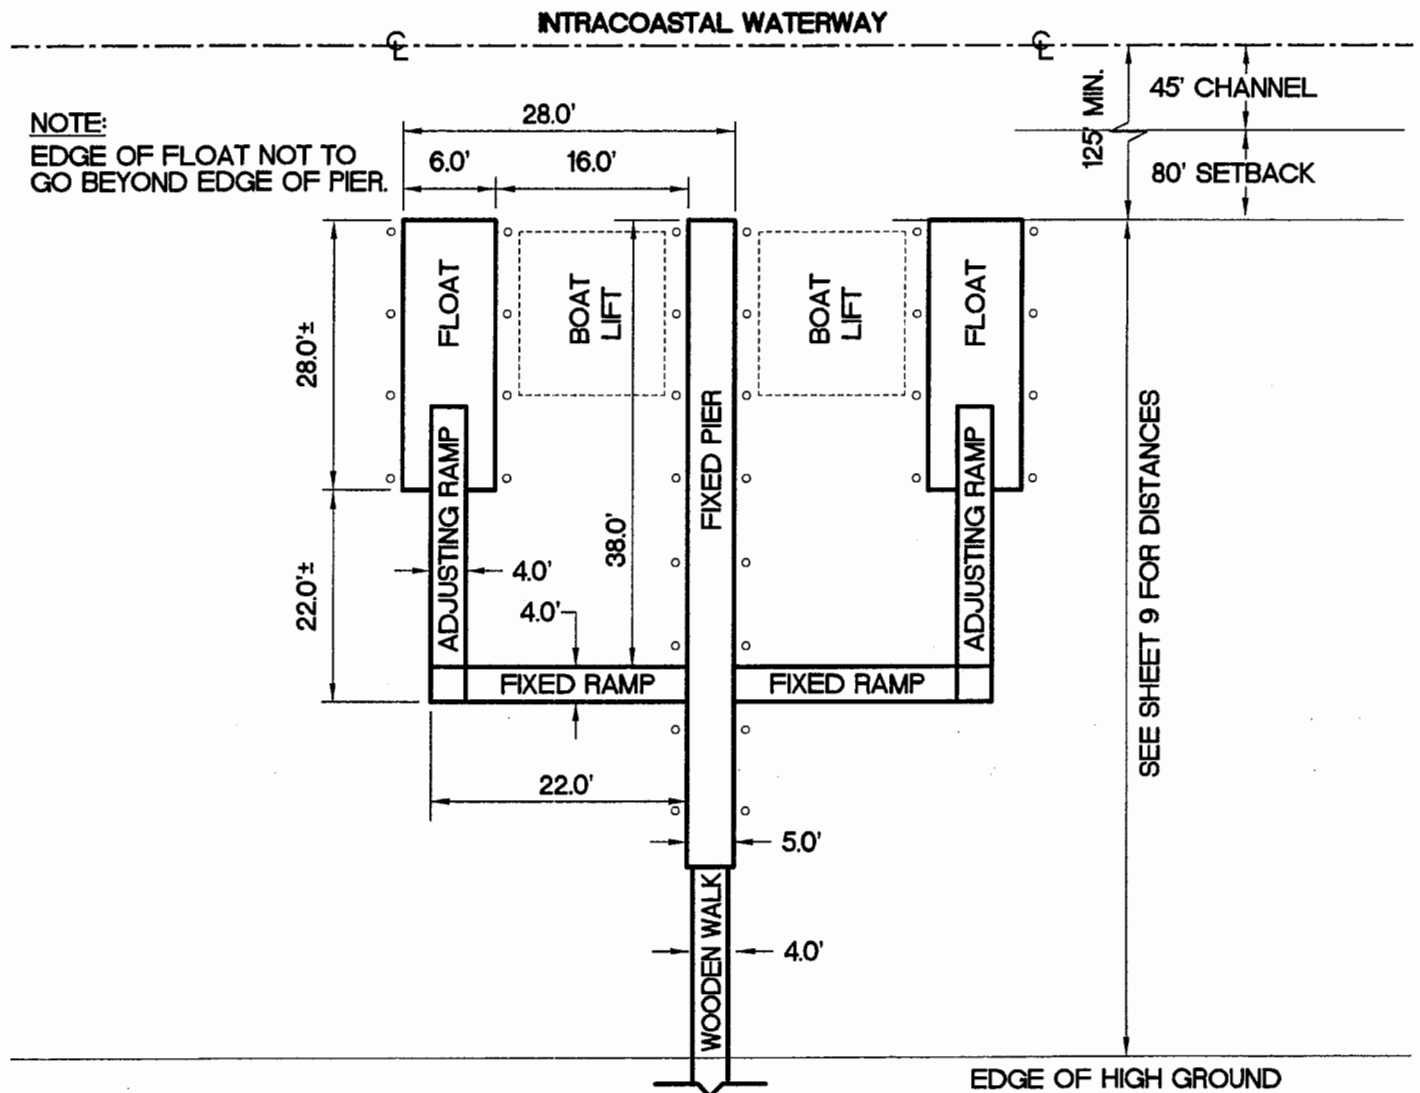 INTRACOASTAL WATERWAY
℄
℄
125' MIN.
45' CHANNEL
80' SETBACK
NOTE:
EDGE OF FLOAT NOT TO
GO BEYOND EDGE OF PIER.
28.0'
6.0'
16.0'
FLOAT
BOAT
LIFT
BOAT
LIFT
FLOAT
28.0'±
FIXED PIER
38.0'
ADJUSTING RAMP
ADJUSTING RAMP
22.0'±
4.0'
4.0'
FIXED RAMP
FIXED RAMP
22.0'
5.0'
WOODEN WALK
4.0'
SEE SHEET 9 FOR DISTANCES
EDGE OF HIGH GROUND